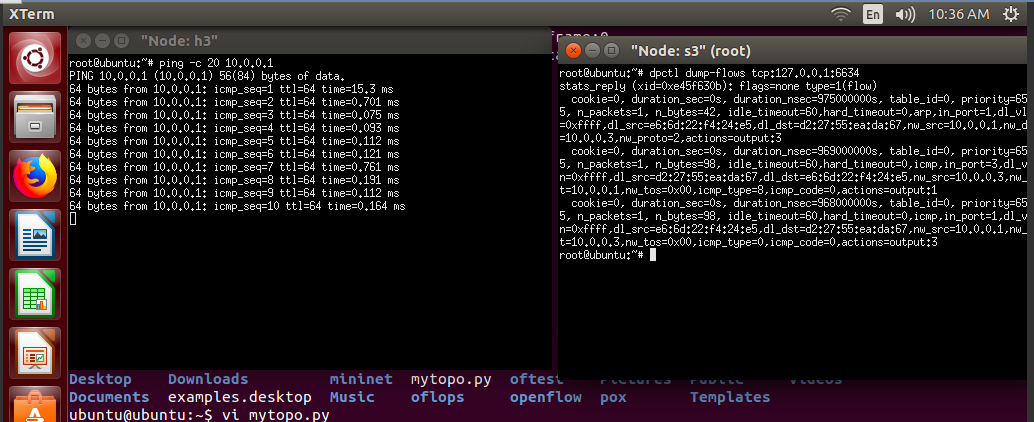 XTerm
En
10:36 AM
"Node: h3"
root@ubuntu:~# ping -c 20 10.0.0.1
PING 10.0.0.1 (10.0.0.1) 56(84) bytes of data.
64 bytes from 10.0.0.1: icmp_seq=1 ttl=64 time=15.3 ms
64 bytes from 10.0.0.1: icmp_seq=2 ttl=64 time=0.701 ms
64 bytes from 10.0.0.1: icmp_seq=3 ttl=64 time=0.075 ms
64 bytes from 10.0.0.1: icmp_seq=4 ttl=64 time=0.093 ms
64 bytes from 10.0.0.1: icmp_seq=5 ttl=64 time=0.112 ms
64 bytes from 10.0.0.1: icmp_seq=6 ttl=64 time=0.121 ms
64 bytes from 10.0.0.1: icmp_seq=7 ttl=64 time=0.761 ms
64 bytes from 10.0.0.1: icmp_seq=8 ttl=64 time=0.191 ms
64 bytes from 10.0.0.1: icmp_seq=9 ttl=64 time=0.112 ms
64 bytes from 10.0.0.1: icmp_seq=10 ttl=64 time=0.164 ms
"Node: s3" (root)
root@ubuntu:~# dpctl dump-flows tcp:127.0.0.1:6634
stats_reply (xid=0xe45f630b): flags=none type=1(flow)
cookie=0, duration_sec=0s, duration_nsec=975000000s, table_id=0, priority=65
5, n_packets=1, n_bytes=42, idle_timeout=60,hard_timeout=0,arp,in_port=1,dl_vl
=0xffff,dl_src=e6:6d:22:f4:24:e5,dl_dst=d2:27:55:ea:da:67,nw_src=10.0.0.1,nw_d
=10.0.0.3,nw_proto=2,actions=output:3
cookie=0, duration_sec=0s, duration_nsec=969000000s, table_id=0, priority=65
5, n_packets=1, n_bytes=98, idle_timeout=60,hard_timeout=0,icmp,in_port=3,dl_v
n=0xffff,dl_src=d2:27:55:ea:da:67,dl_dst=e6:6d:22:f4:24:e5,nw_src=10.0.0.3,nw_
t=10.0.0.1,nw_tos=0x00,icmp_type=8,icmp_code=0,actions=output:1
cookie=0, duration_sec=0s, duration_nsec=968000000s, table_id=0, priority=65
5, n_packets=1, n_bytes=98, idle_timeout=60,hard_timeout=0,icmp,in_port=1,dl_v
n=0xffff,dl_src=e6:6d:22:f4:24:e5,dl_dst=d2:27:55:ea:da:67,nw_src=10.0.0.1,nw_
t=10.0.0.3,nw_tos=0x00,icmp_type=0,icmp_code=0,actions=output:3
root@ubuntu:~#
Desktop Downloads mininet mytopo.py oftest Pictures Public Videos
Documents examples.desktop Music oflops openflow pox Templates
ubuntu@ubuntu:~$ vi mytopo.py